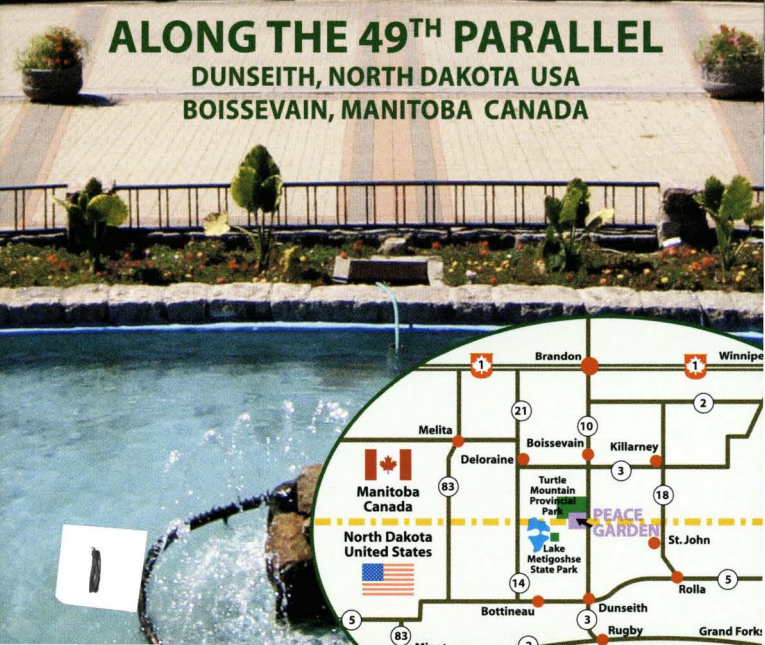 ALONG THE 49TH PARALLEL
DUNSEITH, NORTH DAKOTA USA
BOISSEVAIN, MANITOBA CANADA
Brandon
1
1
Winnipe
2
21
10
Melita
Boissevain
Killarney
Deloraine
3
Manitoba
Canada
83
18
Turtle
Mountain
Provincial
Park
PEACE
GARDEN
North Dakota
United States
St. John
Lake
Metigoshse
State Park
14
5
Rolla
Bottineau
Dunseith
5
3
83
Rugby
Grand Forks